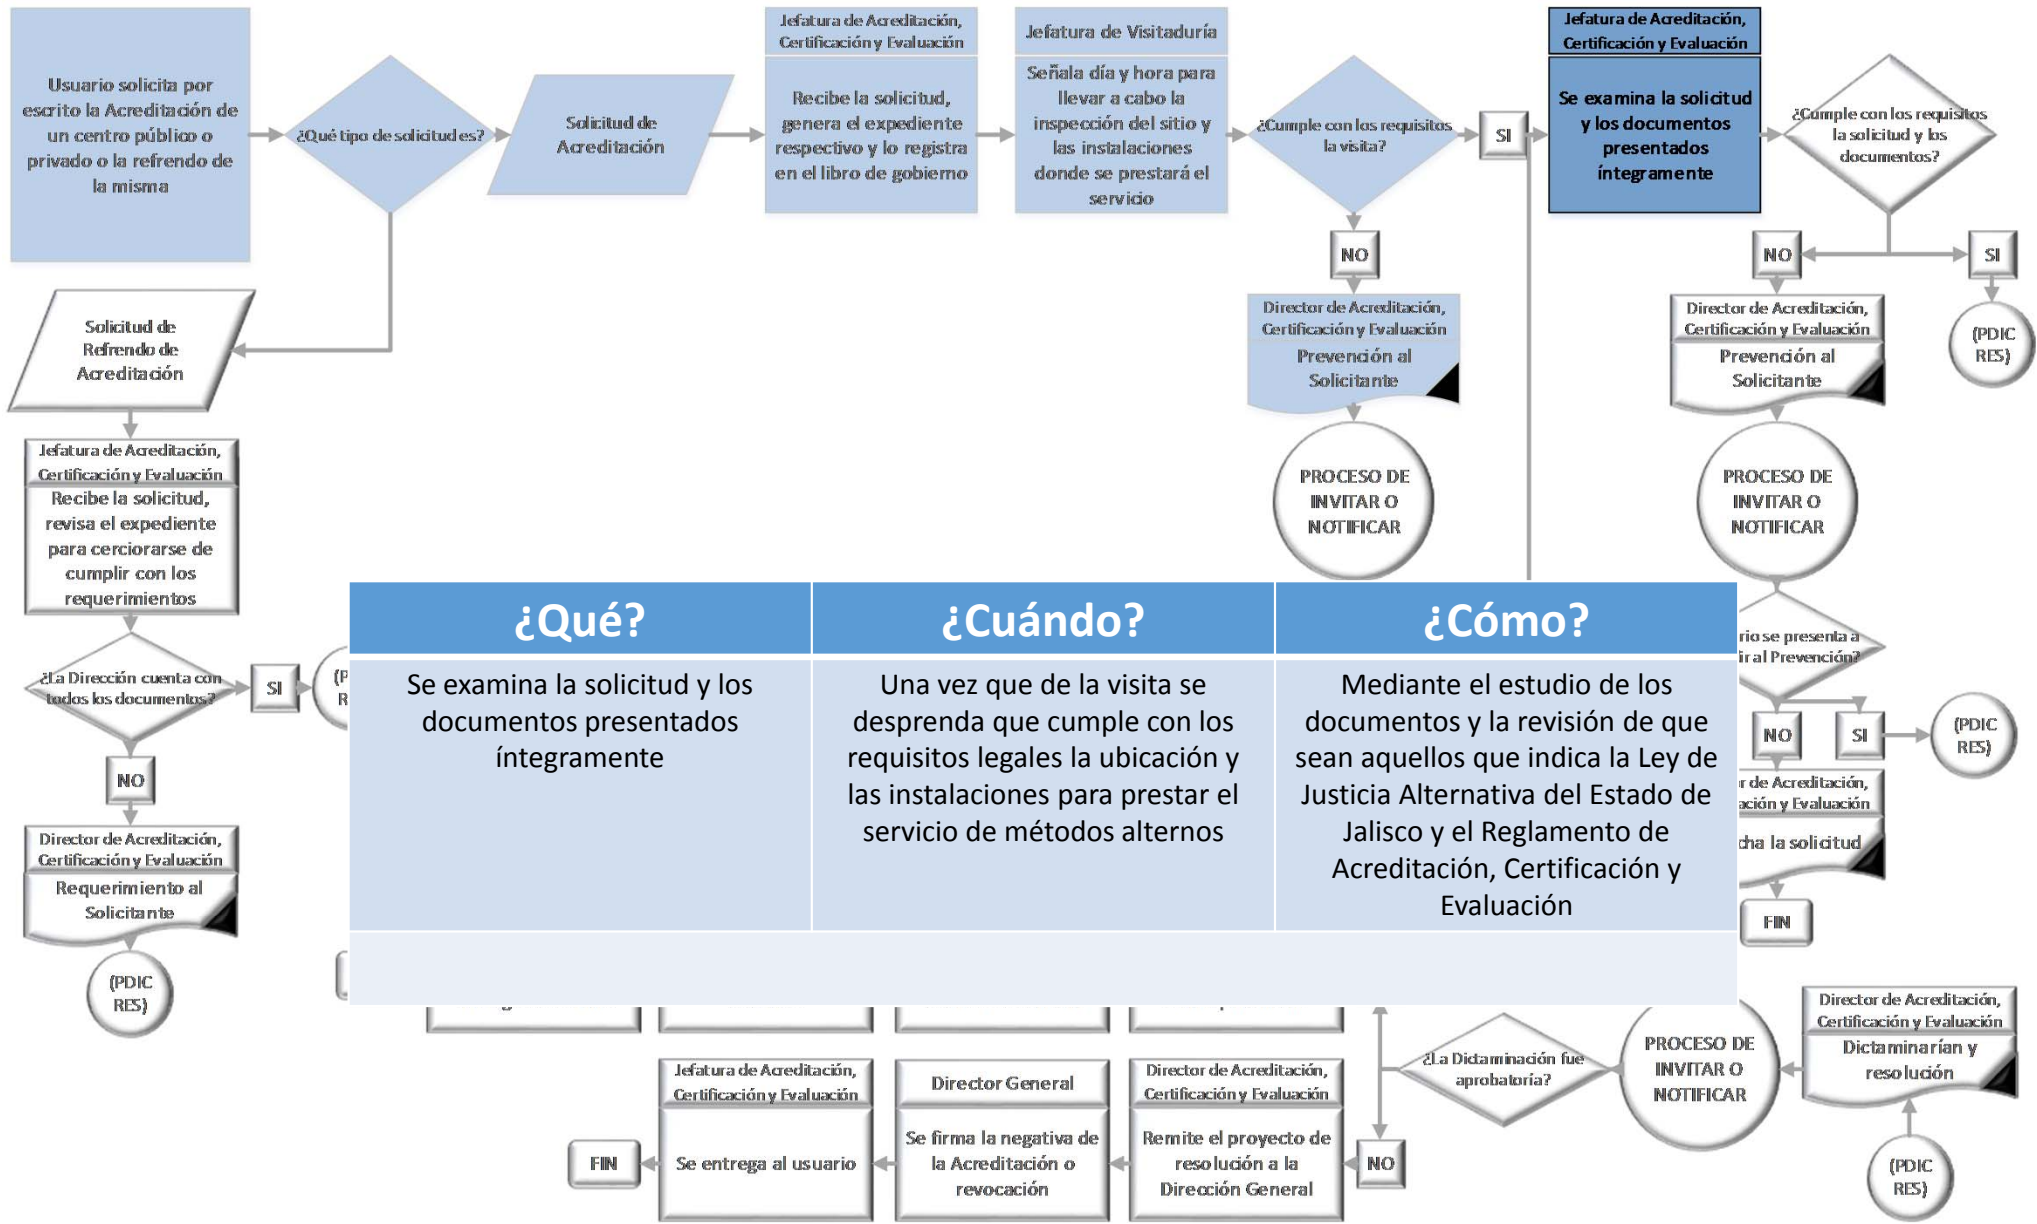 Usuario solicita por
escrito la Acreditación de
un centro público o
privado o la refrendo de
la misma
¿Qué tipo de solicitud es?
Solicitud de
Acreditación
Jefatura de Acreditación,
Certificación y Evaluación
Recibe la solicitud,
genera el expediente
respectivo y lo registra
en el libro de gobierno
Jefatura de Visitaduría
Señala día y hora para
llevar a cabo la
inspección del sitio y
las instalaciones
donde se prestará el
servicio
¿Cumple con los requisitos
la visita?
SI
Jefatura de Acreditación,
Certificación y Evaluación
Se examina la solicitud
y los documentos
presentados
íntegramente
¿Cumple con los requisitos
la solicitud y los
documentos?
NO
Director de Acreditación,
Certificación y Evaluación
Prevención al
Solicitante
PROCESO DE
INVITAR O
NOTIFICAR
NO
SI
(PDIC
RES)
Director de Acreditación,
Certificación y Evaluación
Prevención al
Solicitante
PROCESO DE
INVITAR O
NOTIFICAR
Solicitud de
Refrendo de
Acreditación
Jefatura de Acreditación,
Certificación y Evaluación
Recibe la solicitud,
revisa el expediente
para cerciorarse de
cumplir con los
requerimientos
¿La Dirección cuenta con
todos los documentos?
SI
(P
R
NO
Director de Acreditación,
Certificación y Evaluación
Requerimiento al
Solicitante
(PDIC
RES)
¿Qué?
¿Cuándo?
¿Cómo?
Se examina la solicitud y los
documentos presentados
íntegramente
Una vez que de la visita se
desprenda que cumple con los
requisitos legales la ubicación y
las instalaciones para prestar el
servicio de métodos alternos
Mediante el estudio de los
documentos y la revisión de que
sean aquellos que indica la Ley de
Justicia Alternativa del Estado de
Jalisco y el Reglamento de
Acreditación, Certificación y
Evaluación
rio se presenta a
ir al Prevención?
NO
SI
(PDIC
RES)
r de Acreditación,
ación y Evaluación
cha la solicitud
FIN
Director de Acreditación,
Certificación y Evaluación
Dictaminarían y
resolución
(PDIC
RES)
PROCESO DE
INVITAR O
NOTIFICAR
¿La Dictaminación fue
aprobatoría?
NO
Director de Acreditación,
Certificación y Evaluación
Remite el proyecto de
resolución a la
Dirección General
Director General
Se firma la negativa de
la Acreditación o
revocación
Jefatura de Acreditación,
Certificación y Evaluación
Se entrega al usuario
FIN